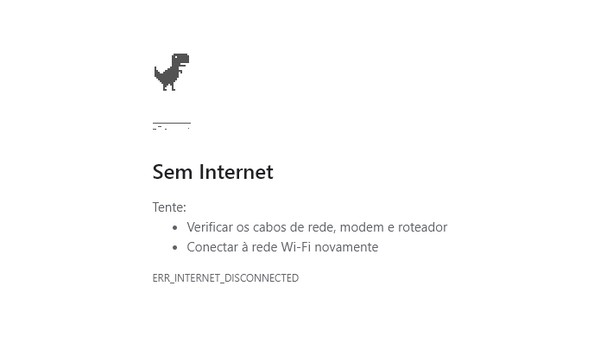 Sem Internet
Tente:
• Verificar os cabos de rede, modem e roteador
• Conectar à rede Wi-Fi novamente
ERR_INTERNET_DISCONNECTED